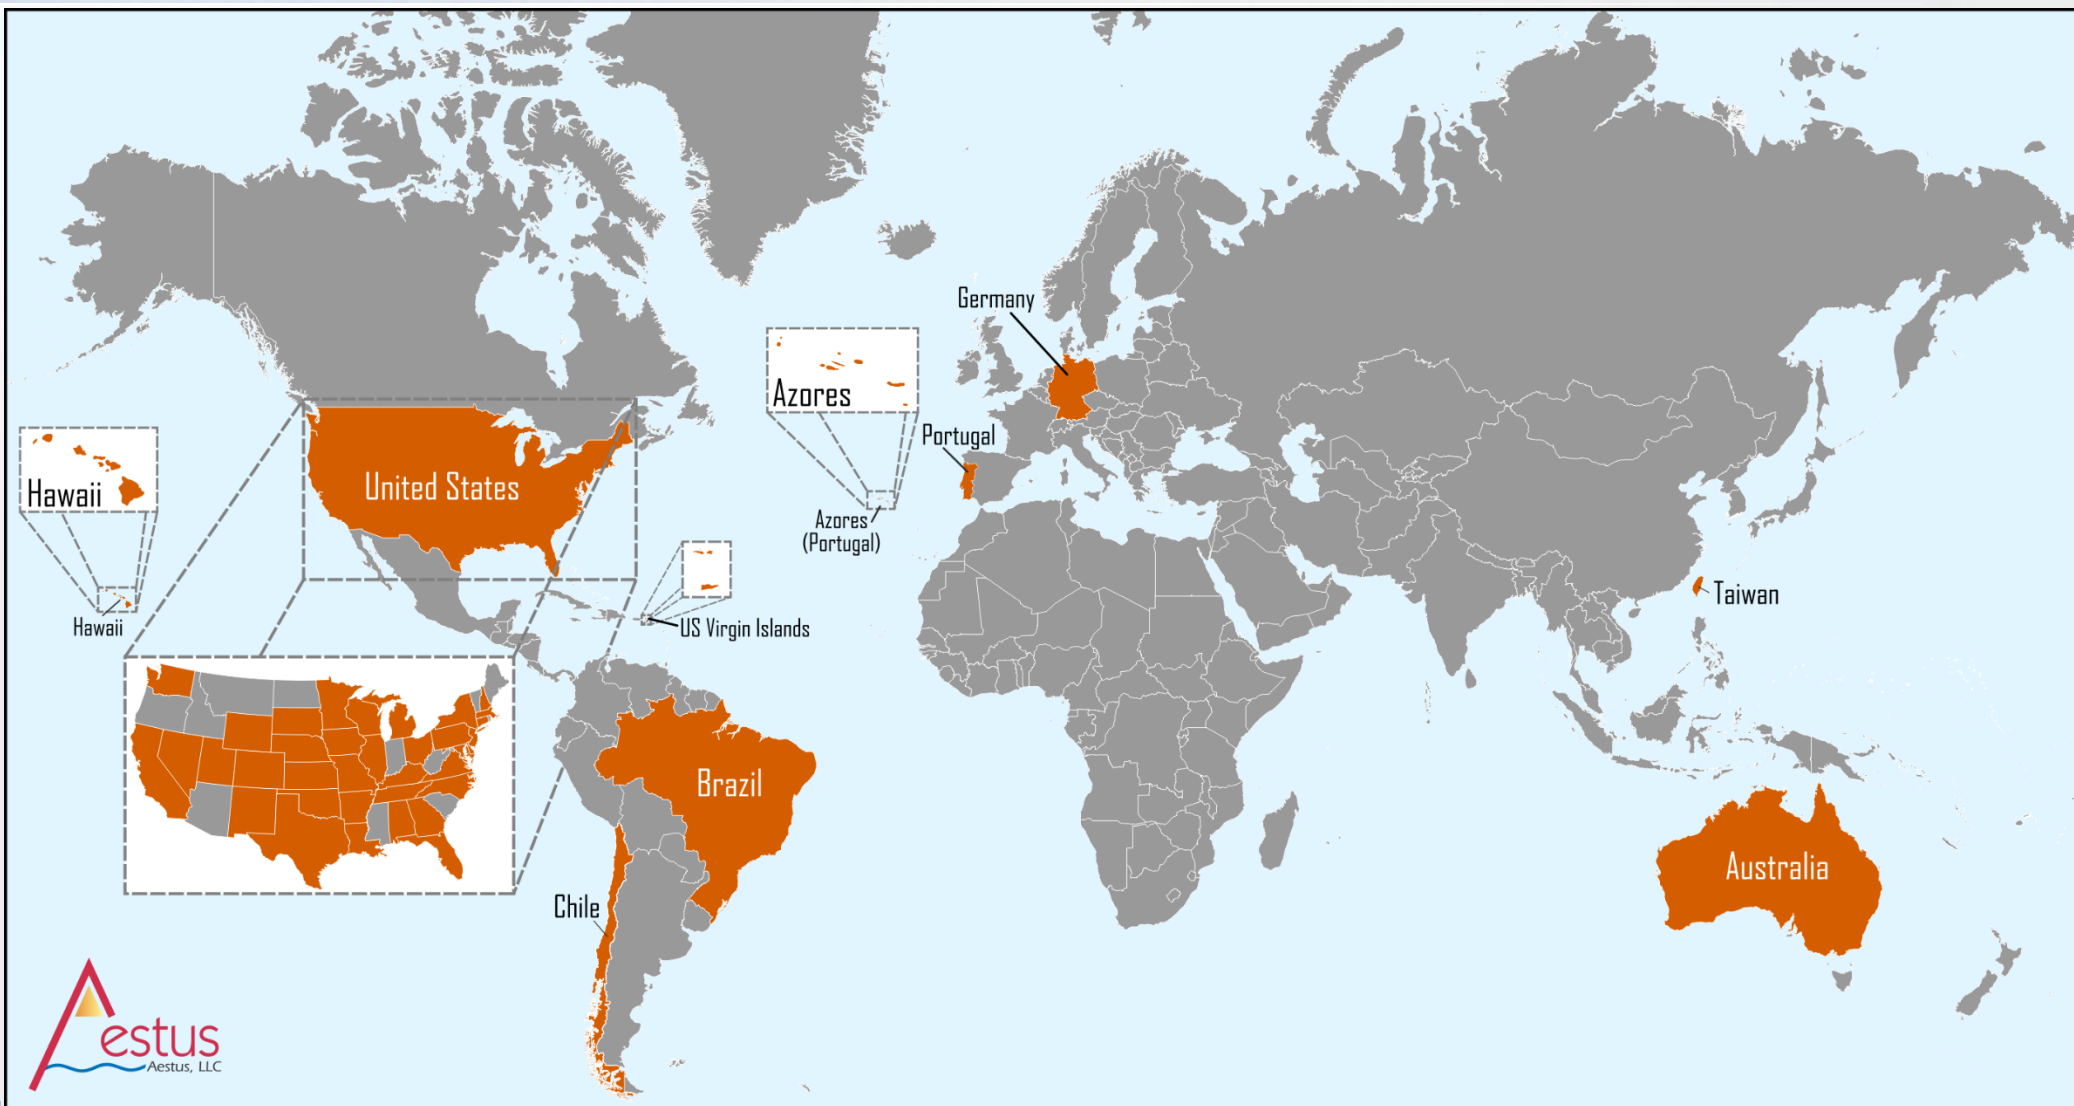 Germany
Azores
Portugal
United States
Hawaii
Azores
(Portugal)
Taiwan
Hawaii
US Virgin Islands
Brazil
Australia
Chile
Aestus
Aestus, LLC